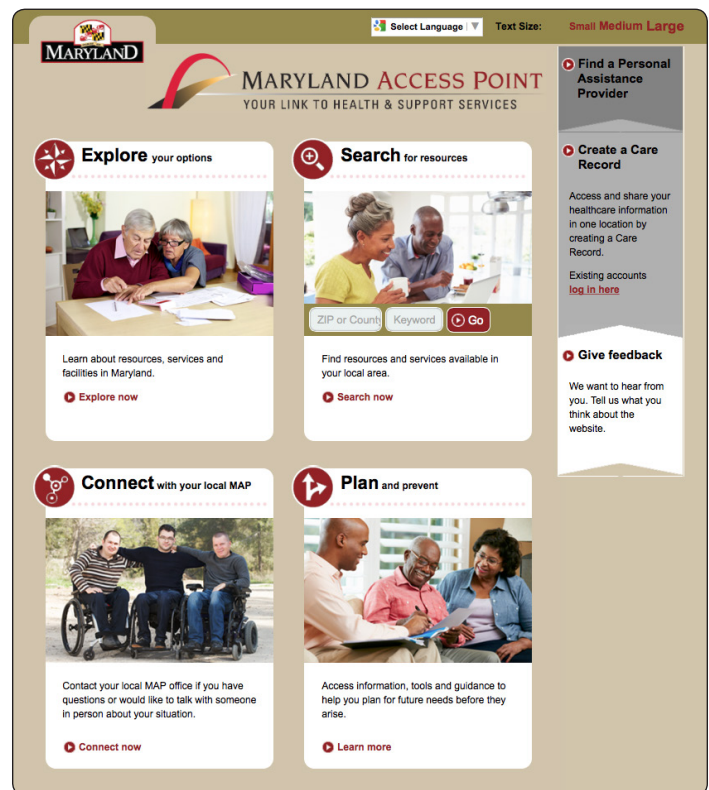 MARYLAND
Select Language ▼
Text Size:
Small Medium Large
MARYLAND ACCESS POINT
YOUR LINK TO HEALTH & SUPPORT SERVICES
Explore your options
Learn about resources, services and
facilities in Maryland.
Explore now
Search for resources
ZIP or County
Keyword
Go
Find resources and services available in
your local area.
Search now
Connect with your local MAP
Contact your local MAP office if you have
questions or would like to talk with someone
in person about your situation.
Connect now
Plan and prevent
Access information, tools and guidance to
help you plan for future needs before they
arise.
Learn more
Find a Personal
Assistance
Provider
Create a Care
Record
Access and share your
healthcare information
in one location by
creating a Care
Record.
Existing accounts
log in here
Give feedback
We want to hear from
you. Tell us what you
think about the
website.